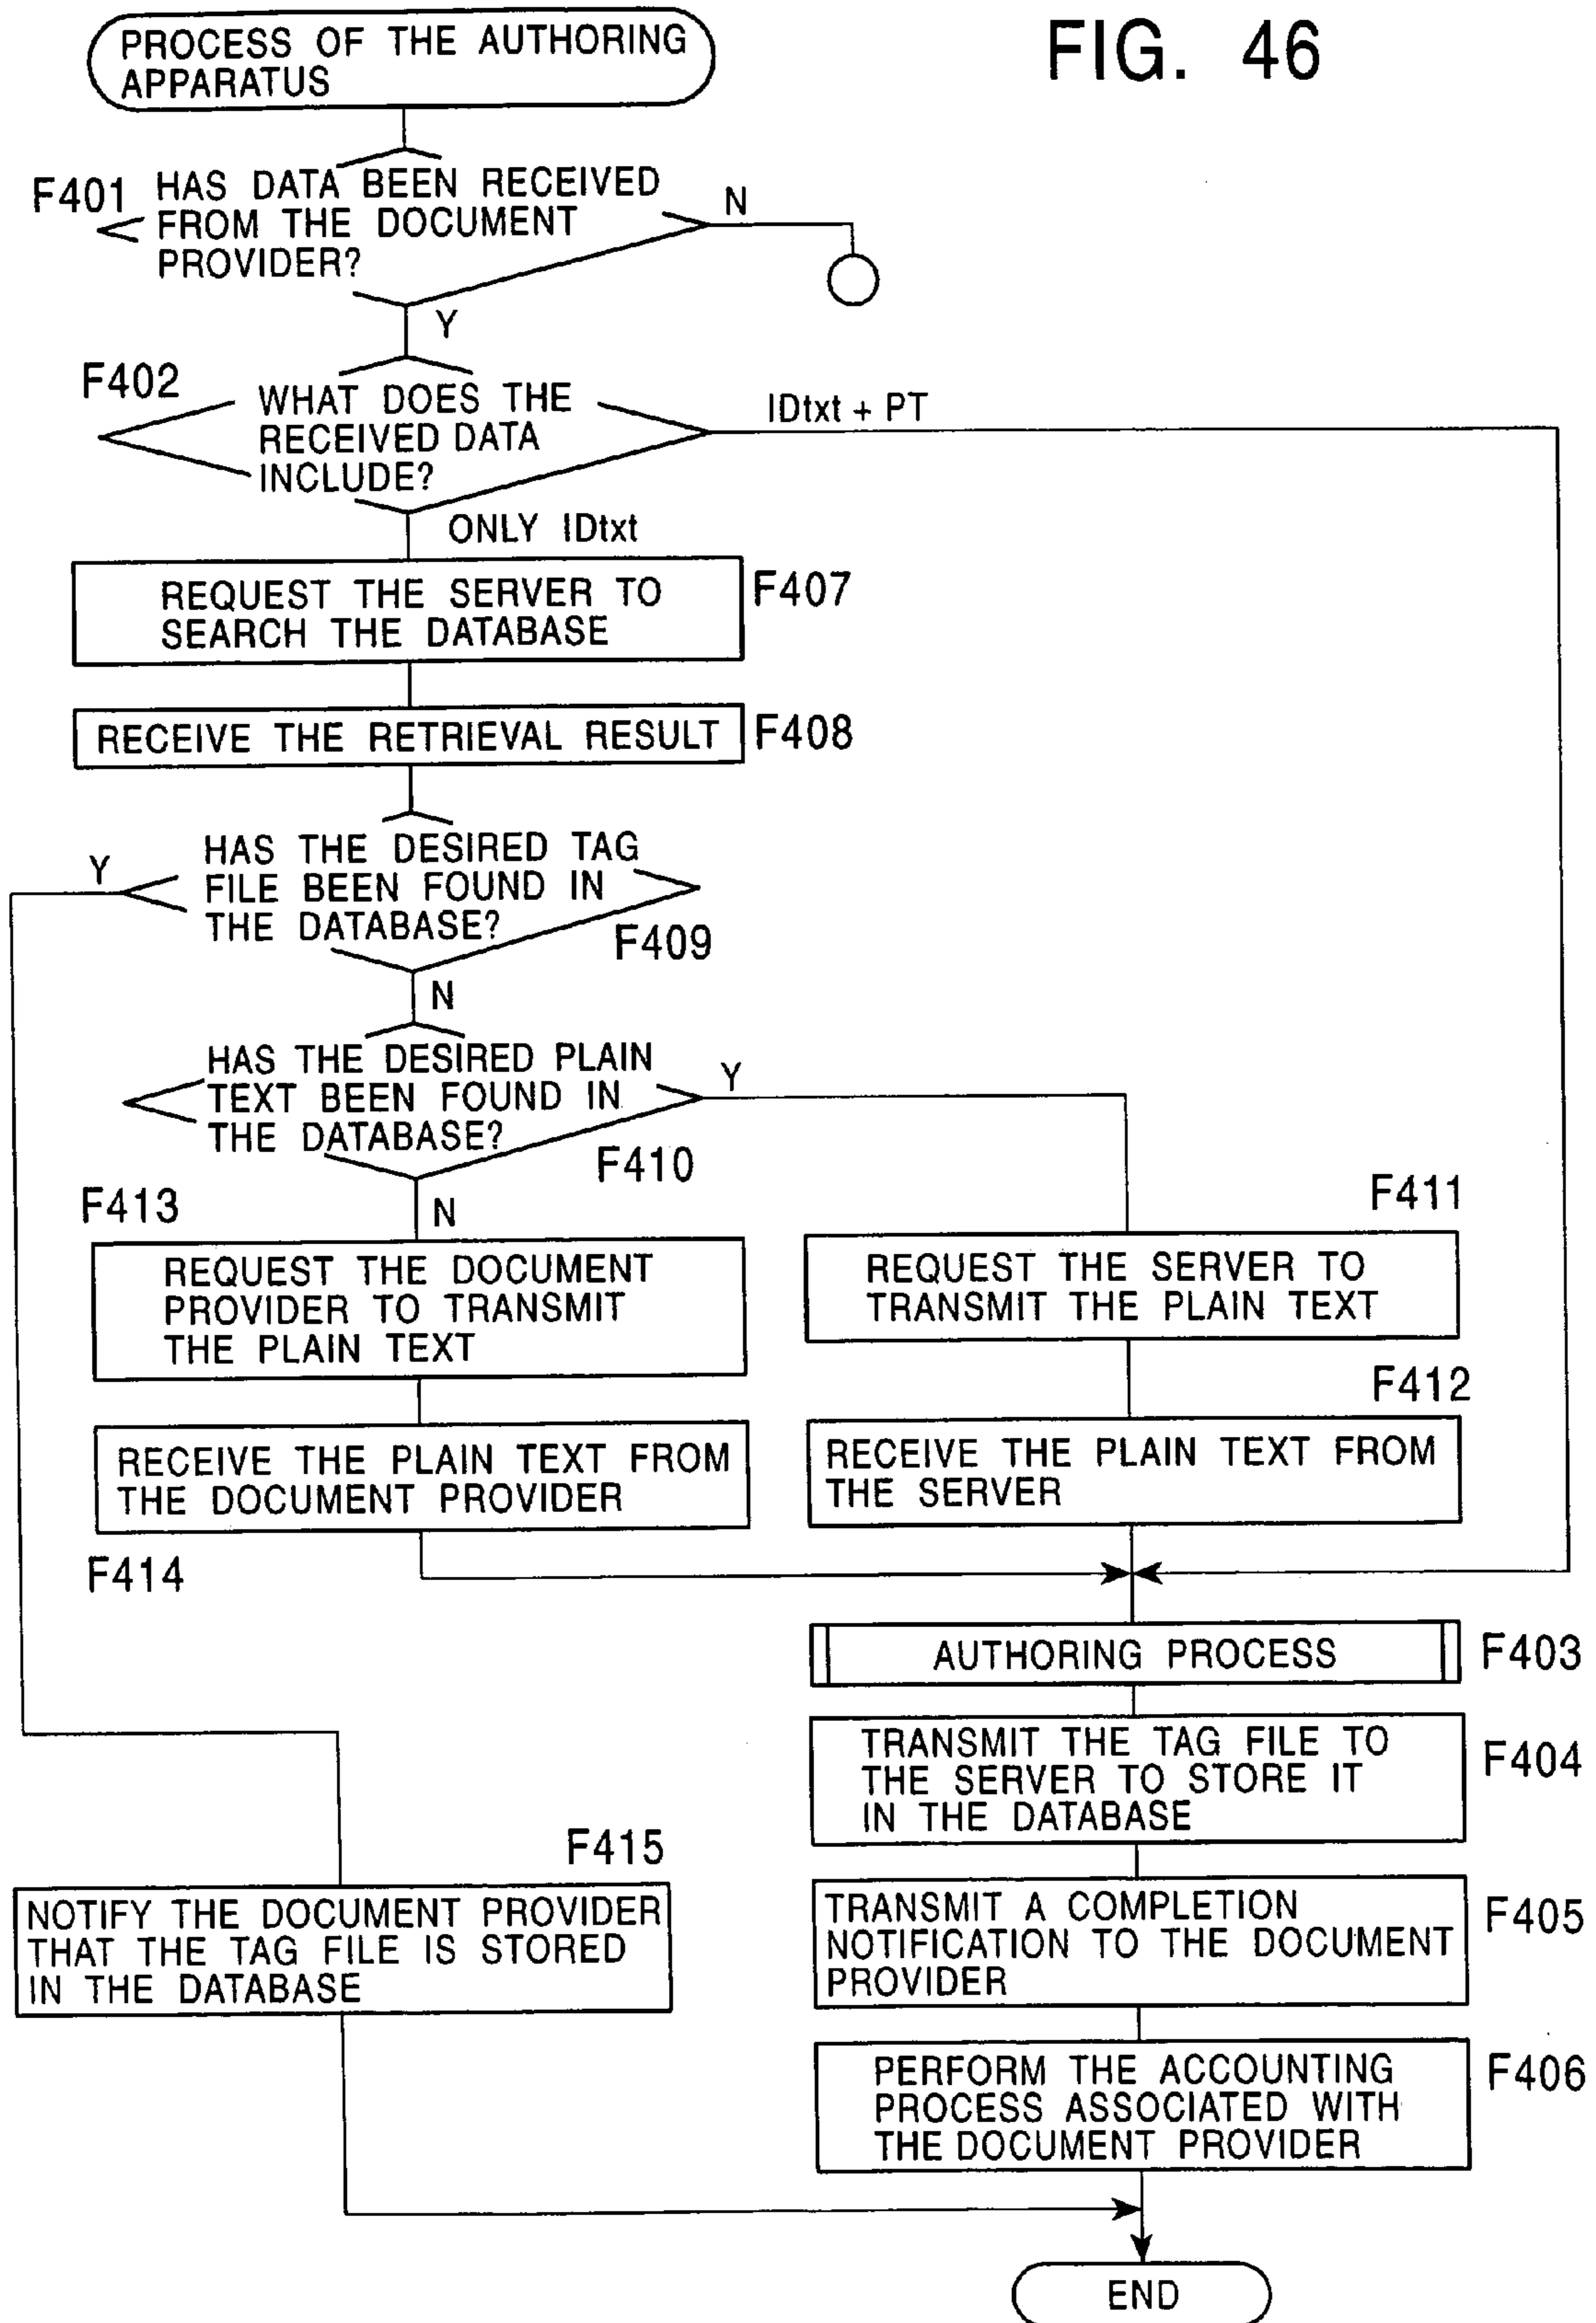 FIG. 46
PROCESS OF THE AUTHORING
APPARATUS
F401
HAS DATA BEEN RECEIVED
FROM THE DOCUMENT
PROVIDER?
N
Y
F402
WHAT DOES THE
RECEIVED DATA
INCLUDE?
IDtxt + PT
ONLY IDtxt
REQUEST THE SERVER TO
SEARCH THE DATABASE
F407
RECEIVE THE RETRIEVAL RESULT
F408
Y
HAS THE DESIRED TAG
FILE BEEN FOUND IN
THE DATABASE?
F409
N
HAS THE DESIRED PLAIN
TEXT BEEN FOUND IN
THE DATABASE?
Y
F410
N
F413
REQUEST THE DOCUMENT
PROVIDER TO TRANSMIT
THE PLAIN TEXT
F411
REQUEST THE SERVER TO
TRANSMIT THE PLAIN TEXT
F412
RECEIVE THE PLAIN TEXT FROM
THE DOCUMENT PROVIDER
F414
RECEIVE THE PLAIN TEXT FROM
THE SERVER
AUTHORING PROCESS
F403
TRANSMIT THE TAG FILE TO
THE SERVER TO STORE IT
IN THE DATABASE
F404
F415
NOTIFY THE DOCUMENT PROVIDER
THAT THE TAG FILE IS STORED
IN THE DATABASE
TRANSMIT A COMPLETION
NOTIFICATION TO THE DOCUMENT
PROVIDER
F405
PERFORM THE ACCOUNTING
PROCESS ASSOCIATED WITH
THE DOCUMENT PROVIDER
F406
END